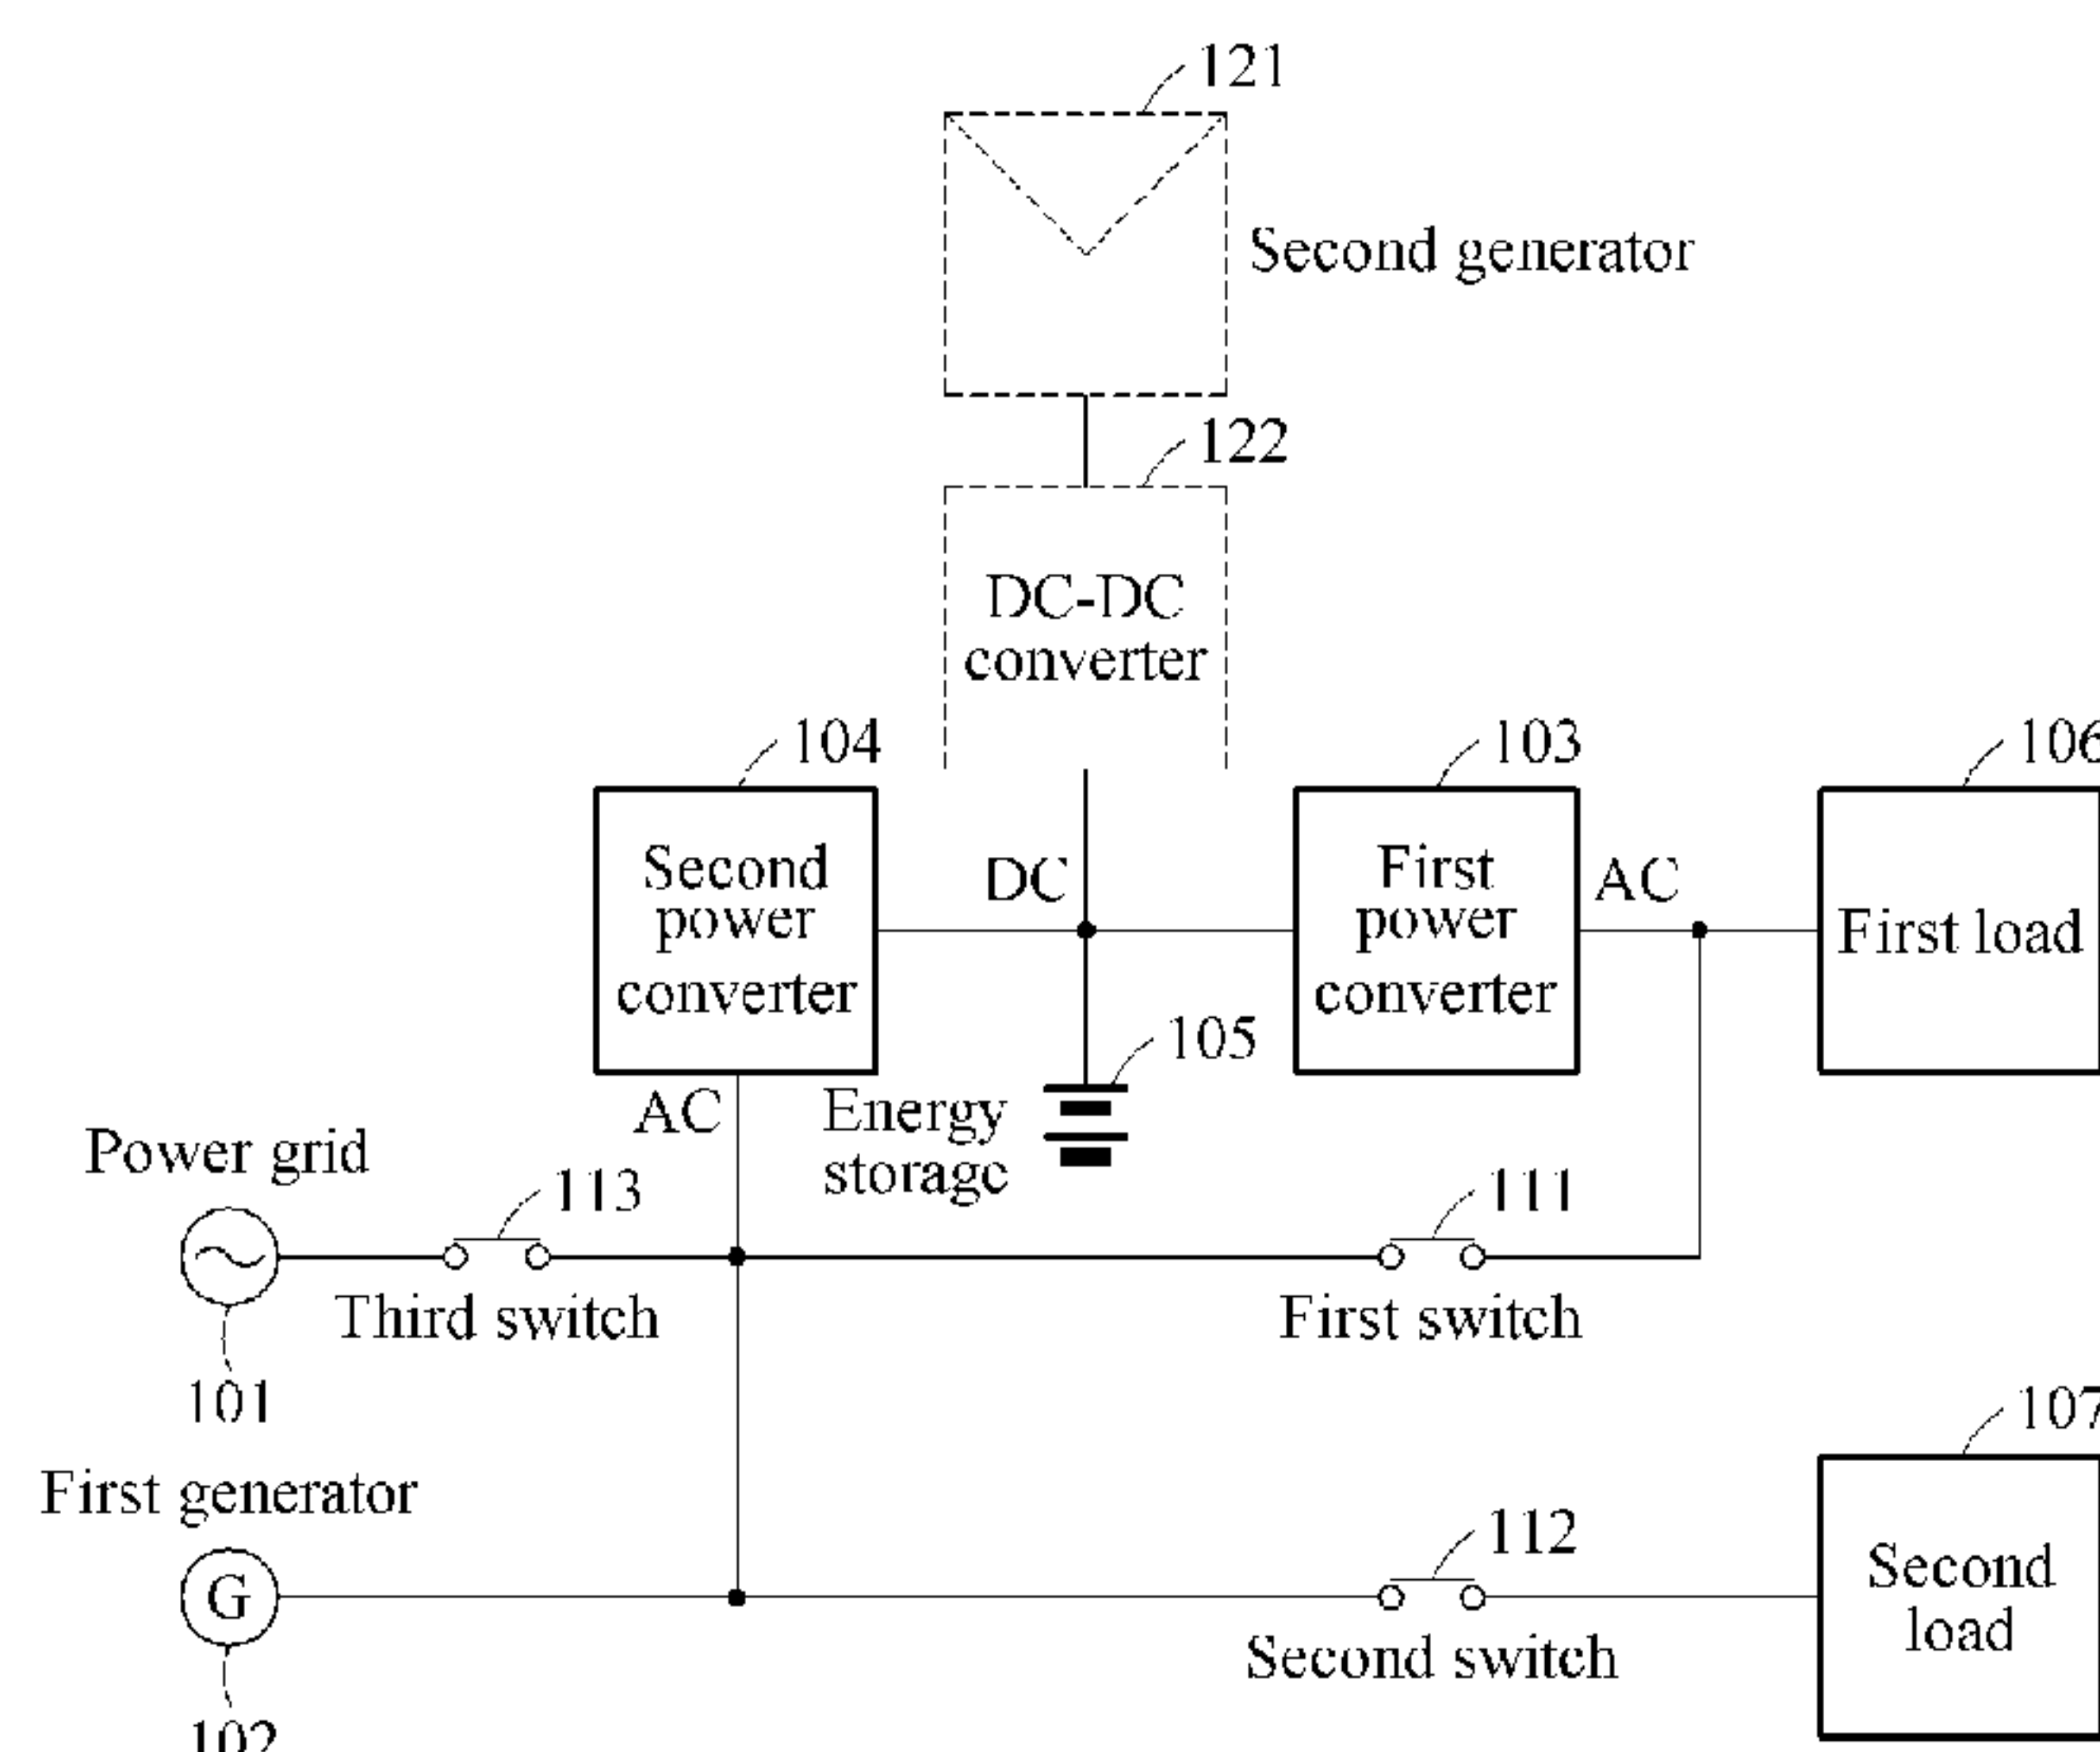 121
Second generator
122
DC-DC
converter
104
103
106
Second
power
converter
DC
First
power
converter
AC
First load
105
AC
Energy
storage
Power grid
113
111
Third switch
First switch
101
107
First generator
112
G
Second
load
Second switch
102